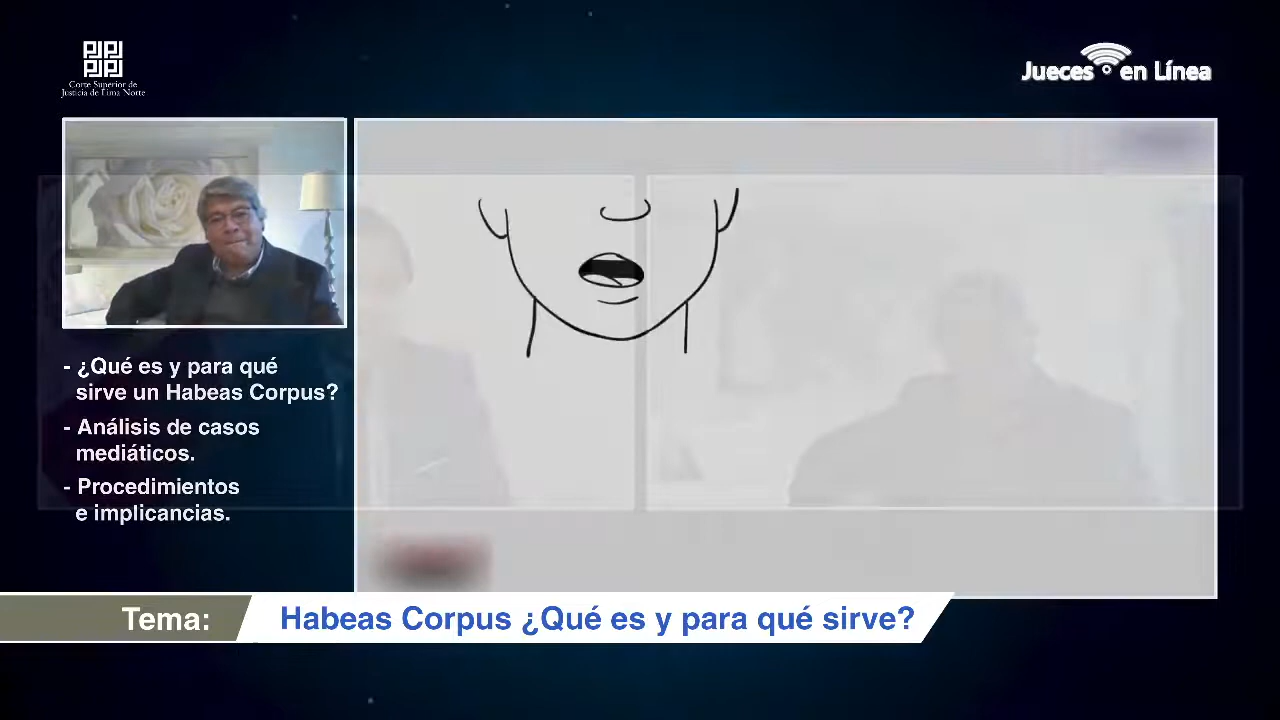 Corte Superior de
Justicia de Lima Norte
Jueces en Línea
- ¿Qué es y para qué
sirve un Habeas Corpus?
- Análisis de casos
mediáticos.
- Procedimientos
e implicancias.
Tema:
Habeas Corpus ¿Qué es y para qué sirve?